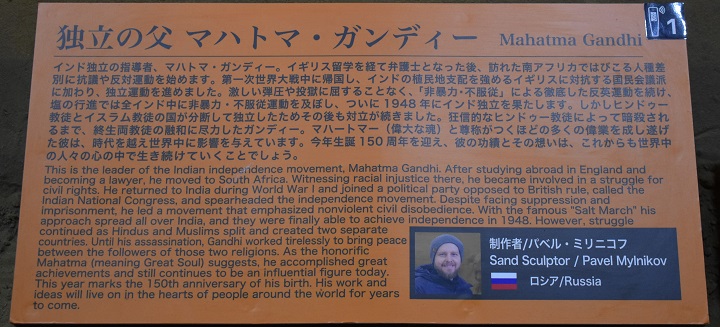 独立の父 マハトマ・ガンディー Mahatma Gandhi
1
インド独立の指導者、マハトマ・ガンディー。イギリス留学を経て弁護士となった後、訪れた南アフリカではびこる人種差
別に抗議や反対運動を始めます。第一次世界大戦中に帰国し、インドの植民地支配を強めるイギリスに対抗する国民会議派
に加わり、独立運動を進めました。激しい弾圧や投獄に屈することなく、「非暴力・不服従」による徹底した反英運動を続け、
塩の行進では全インド中に非暴力・不服従運動を及ぼし、ついに1948年にインド独立を果たします。しかしヒンドゥー
教徒とイスラム教徒の国が分断して独立したためその後も対立が続きました。狂信的なヒンドゥー教徒によって暗殺され
るまで、終生両教徒の融和に尽力したガンディー。マハートマー（偉大な魂）と尊称がつくほどの多くの偉業を成し遂げ
た彼は、時代を越え世界中に影響を与えています。今年生誕150周年を迎え、彼の功績とその想いは、これからも世界中
の人々の心の中で生き続けていくことでしょう。
This is the leader of the Indian independence movement, Mahatma Gandhi. After studying abroad in England and
becoming a lawyer, he moved to South Africa. Witnessing racial injustice there, he became involved in a struggle for
civil rights. He returned to India during World War I and joined a political party opposed to British rule, called the
Indian National Congress, and spearheaded the independence movement. Despite facing suppression and
imprisonment, he led a movement that emphasized nonviolent civil disobedience. With the famous "Salt March" his
approach spread all over India, and they were finally able to achieve independence in 1948. However, struggle
continued as Hindus and Muslims split and created two separate
countries. Until his assassination, Gandhi worked tirelessly to bring peace
between the followers of those two religions. As the honorific
Mahatma (meaning Great Soul) suggests, he accomplished great
achievements and still continues to be an influential figure today.
This year marks the 150th anniversary of his birth. His work and
ideas will live on in the hearts of people around the world for years
to come.
制作者/パベル・ミリニコフ
Sand Sculptor / Pavel Mylnikov
ロシア/Russia